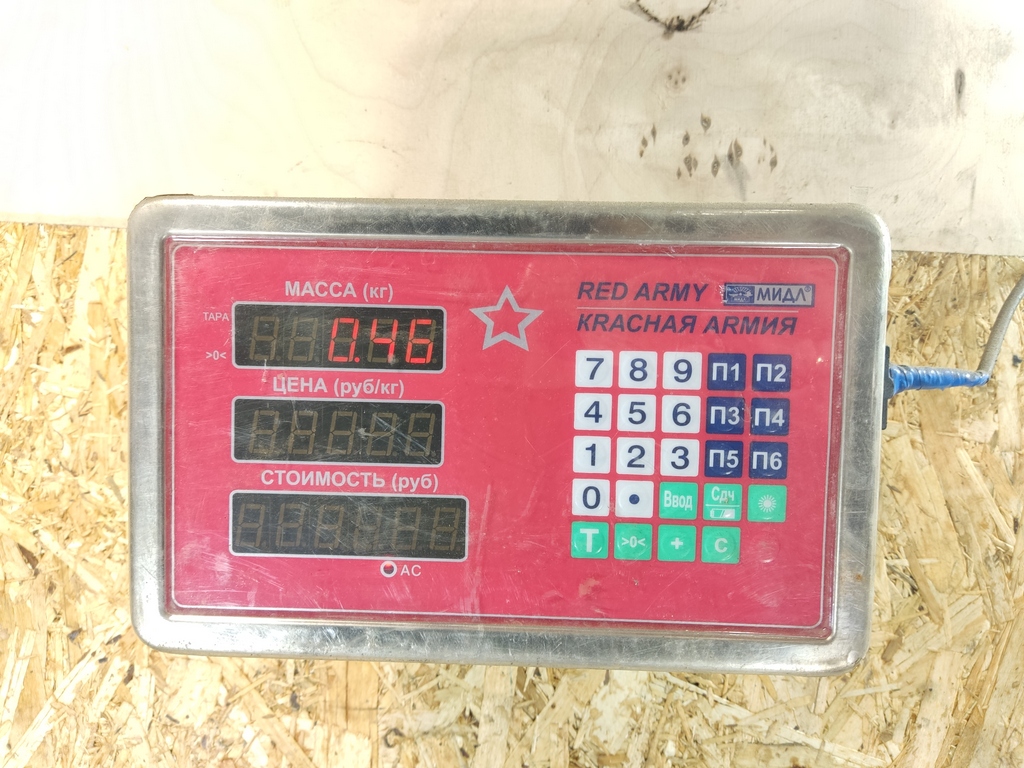 МАССА (кг)
ТАРА
>0<
0.46
ЦЕНА (руб/кг)
СТОИМОСТЬ (руб)
AC
RED ARMY МИДЛ®
КRАСНАЯ АRМИЯ
7 8 9 П1 П2
4 5 6 П3 П4
1 2 3 П5 П6
0 • Ввод Сдч
T >0< + C